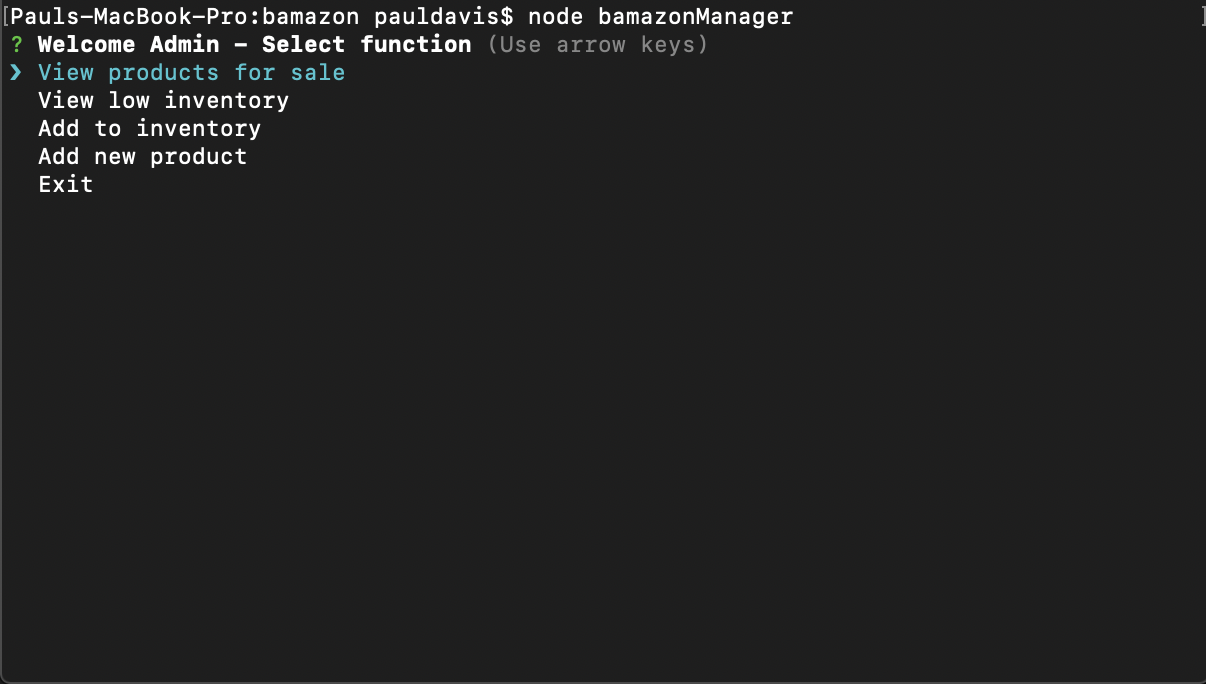 [Pauls-MacBook-Pro:bamazon pauldavis$ node bamazonManager ]
? Welcome Admin - Select function (Use arrow keys)
❯ View products for sale
View low inventory
Add to inventory
Add new product
Exit